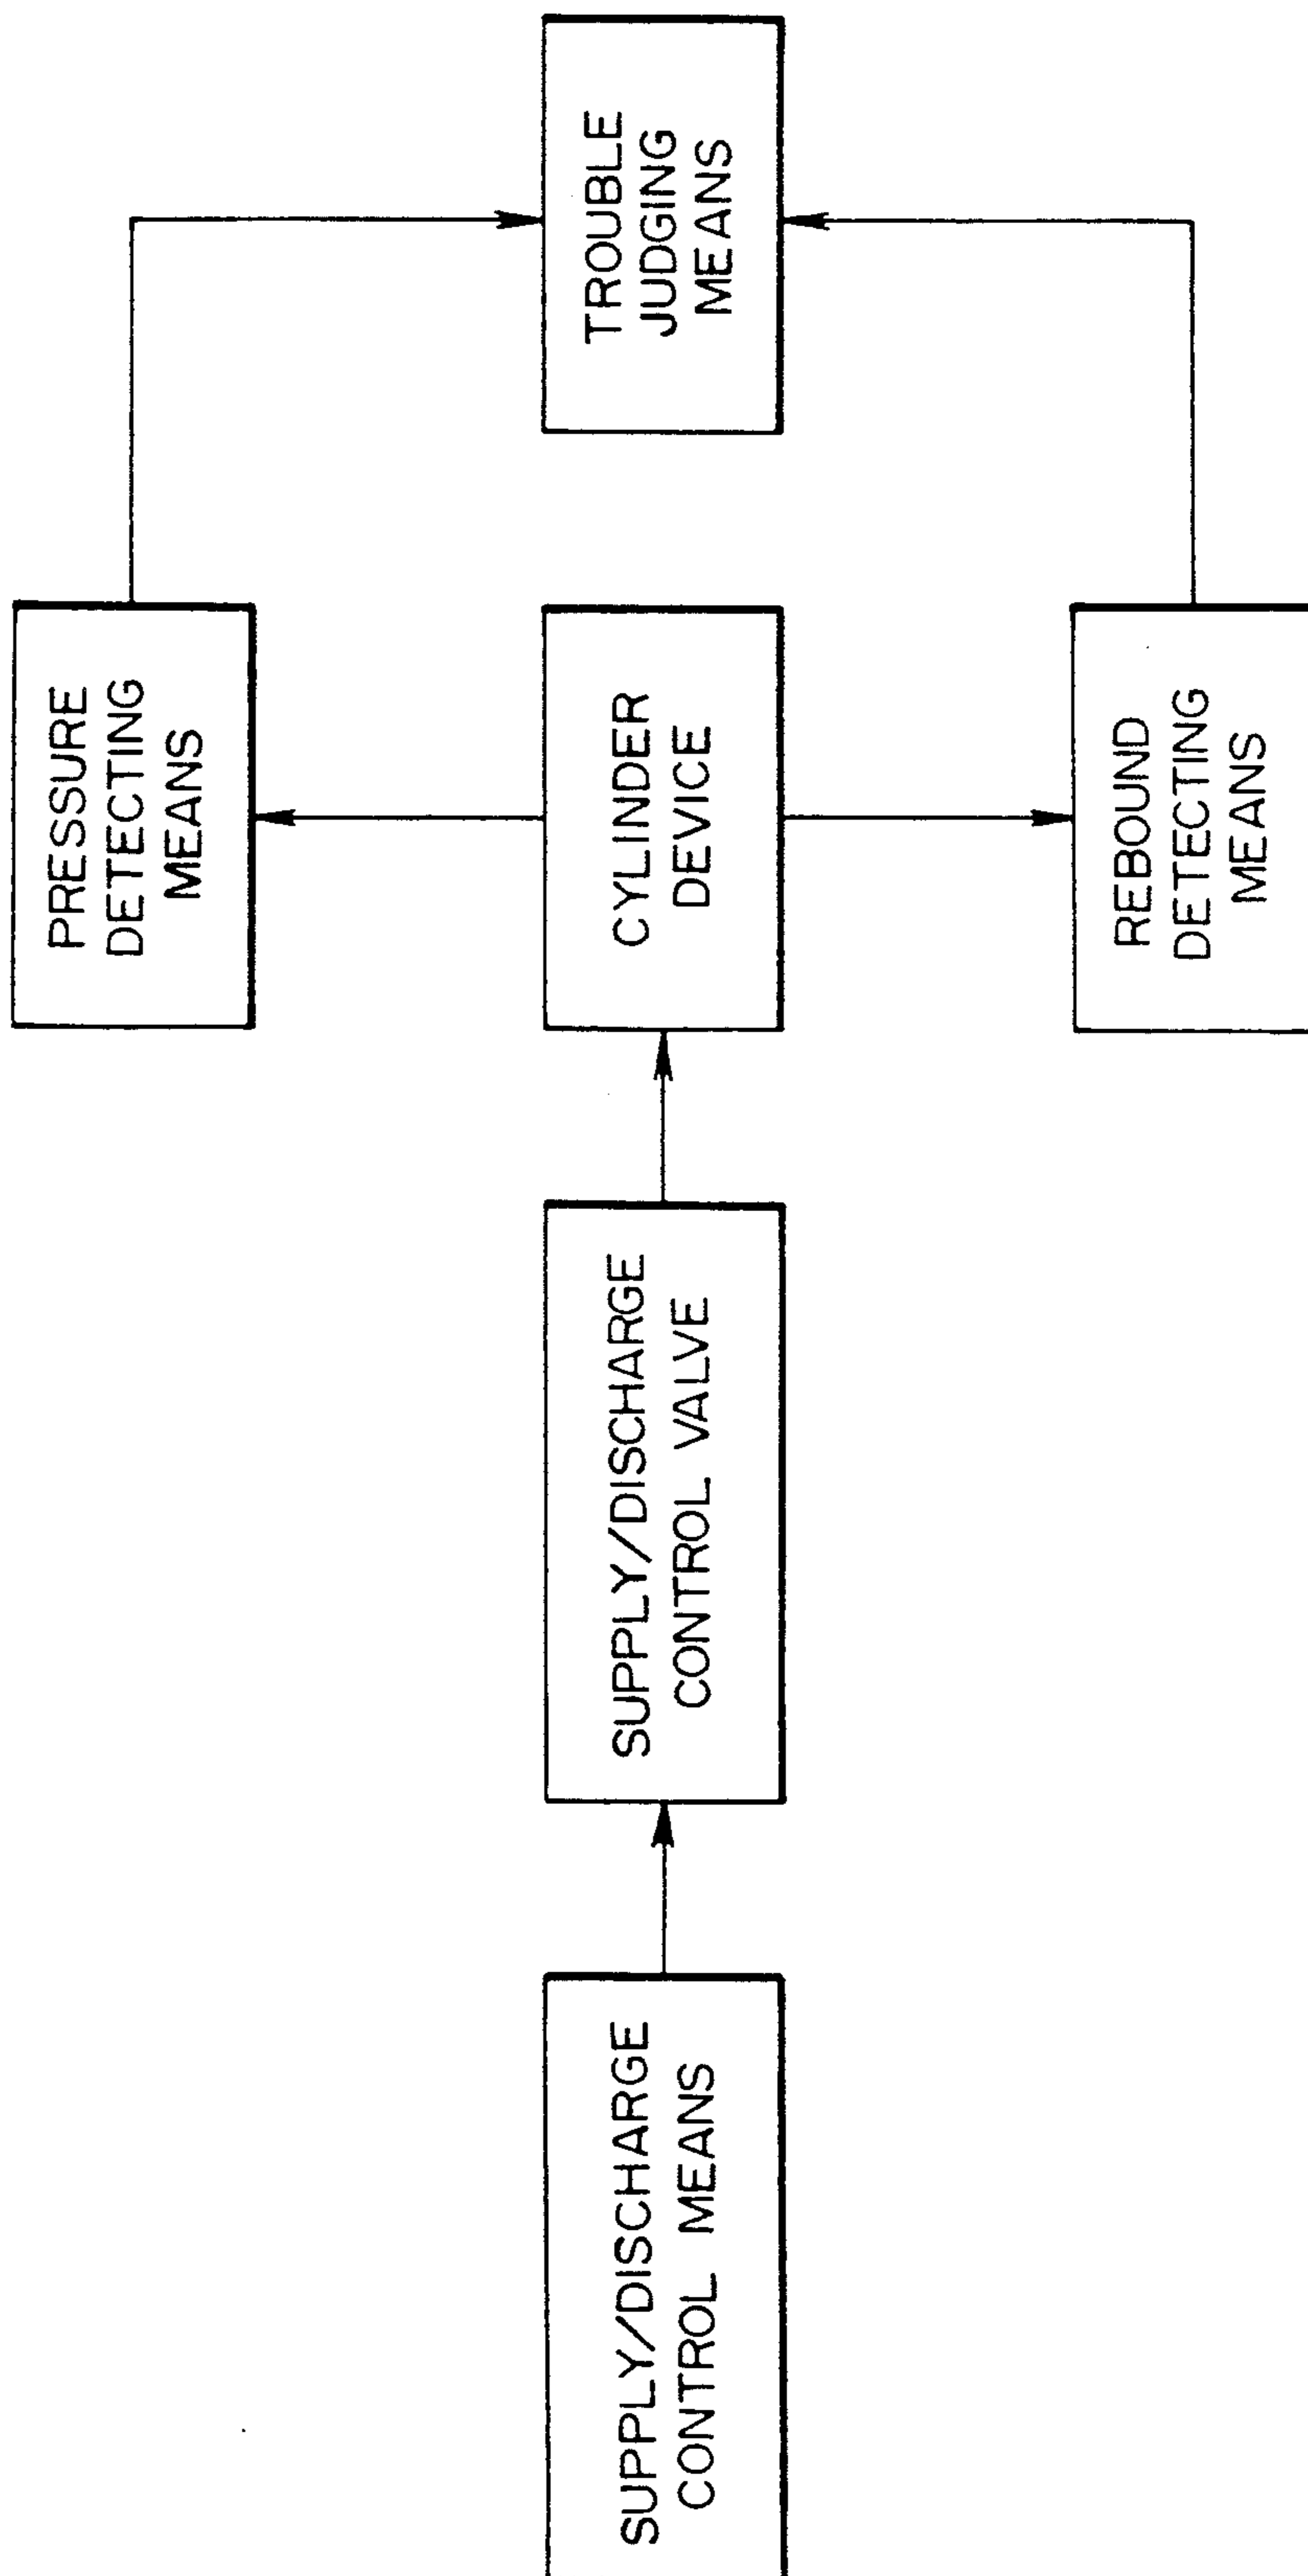 SUPPLY/DISCHARGE
CONTROL MEANS
SUPPLY/DISCHARGE
CONTROL VALVE
PRESSURE
DETECTING
MEANS
CYLINDER
DEVICE
REBOUND
DETECTING
MEANS
TROUBLE
JUDGING
MEANS